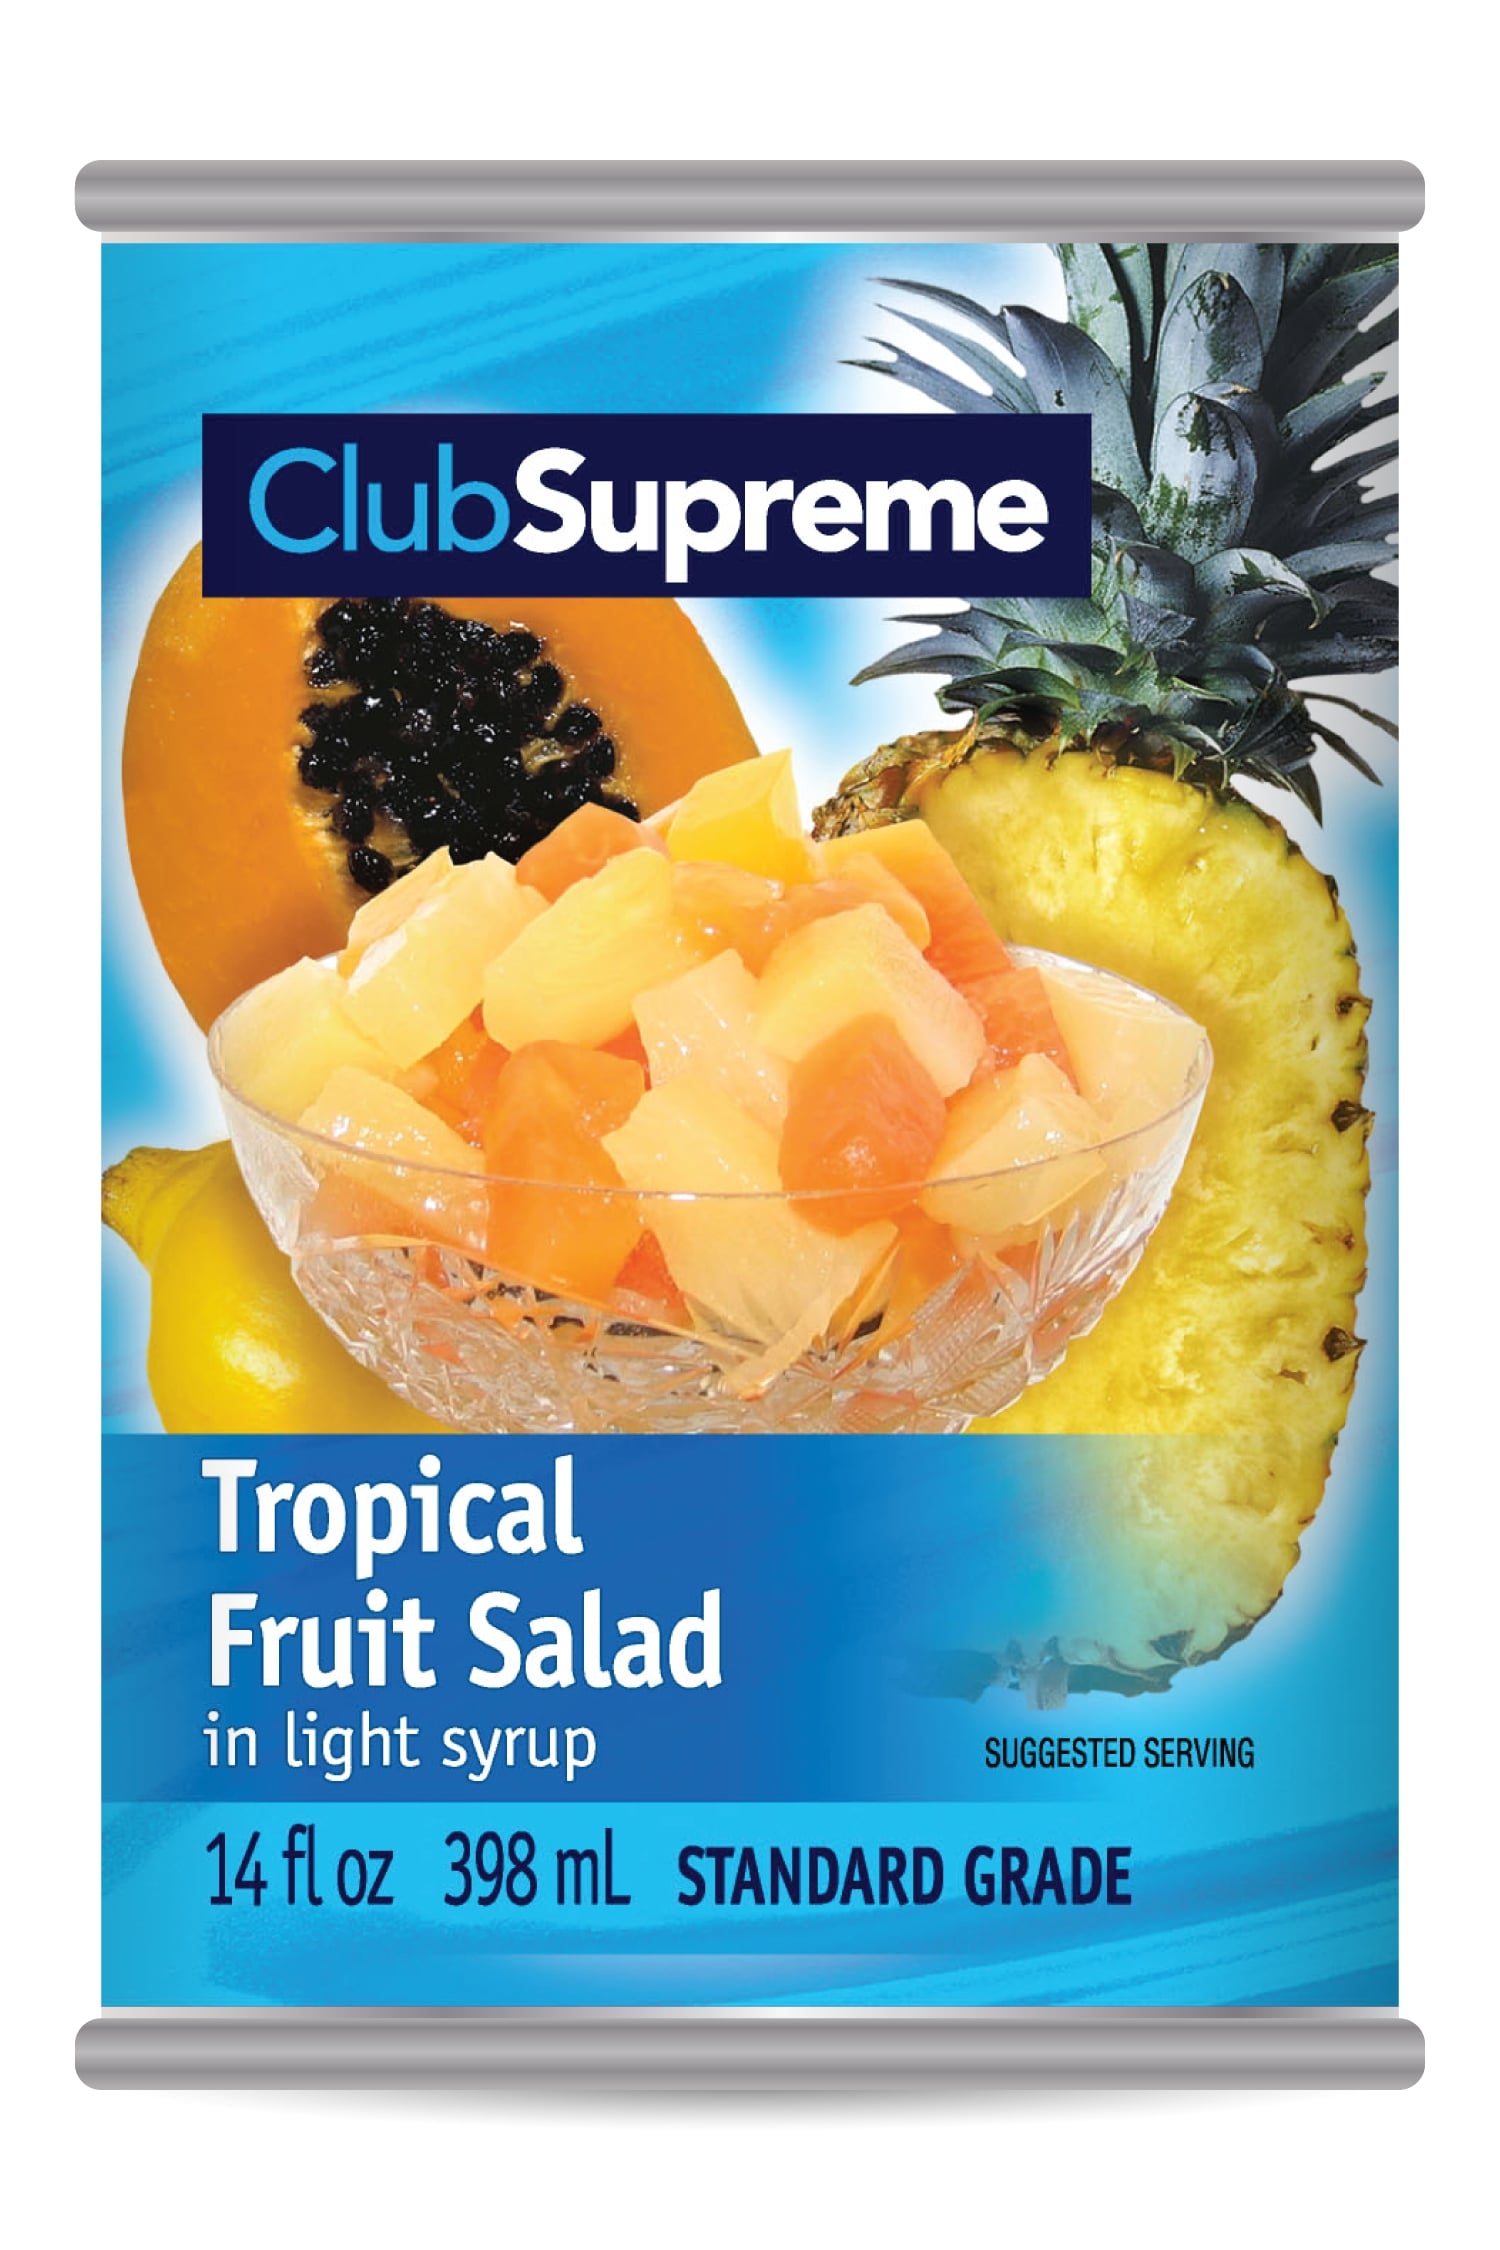 ClubSupreme
Tropical
Fruit Salad
in light syrup
SUGGESTED SERVING
14 fl oz 398 mL STANDARD GRADE